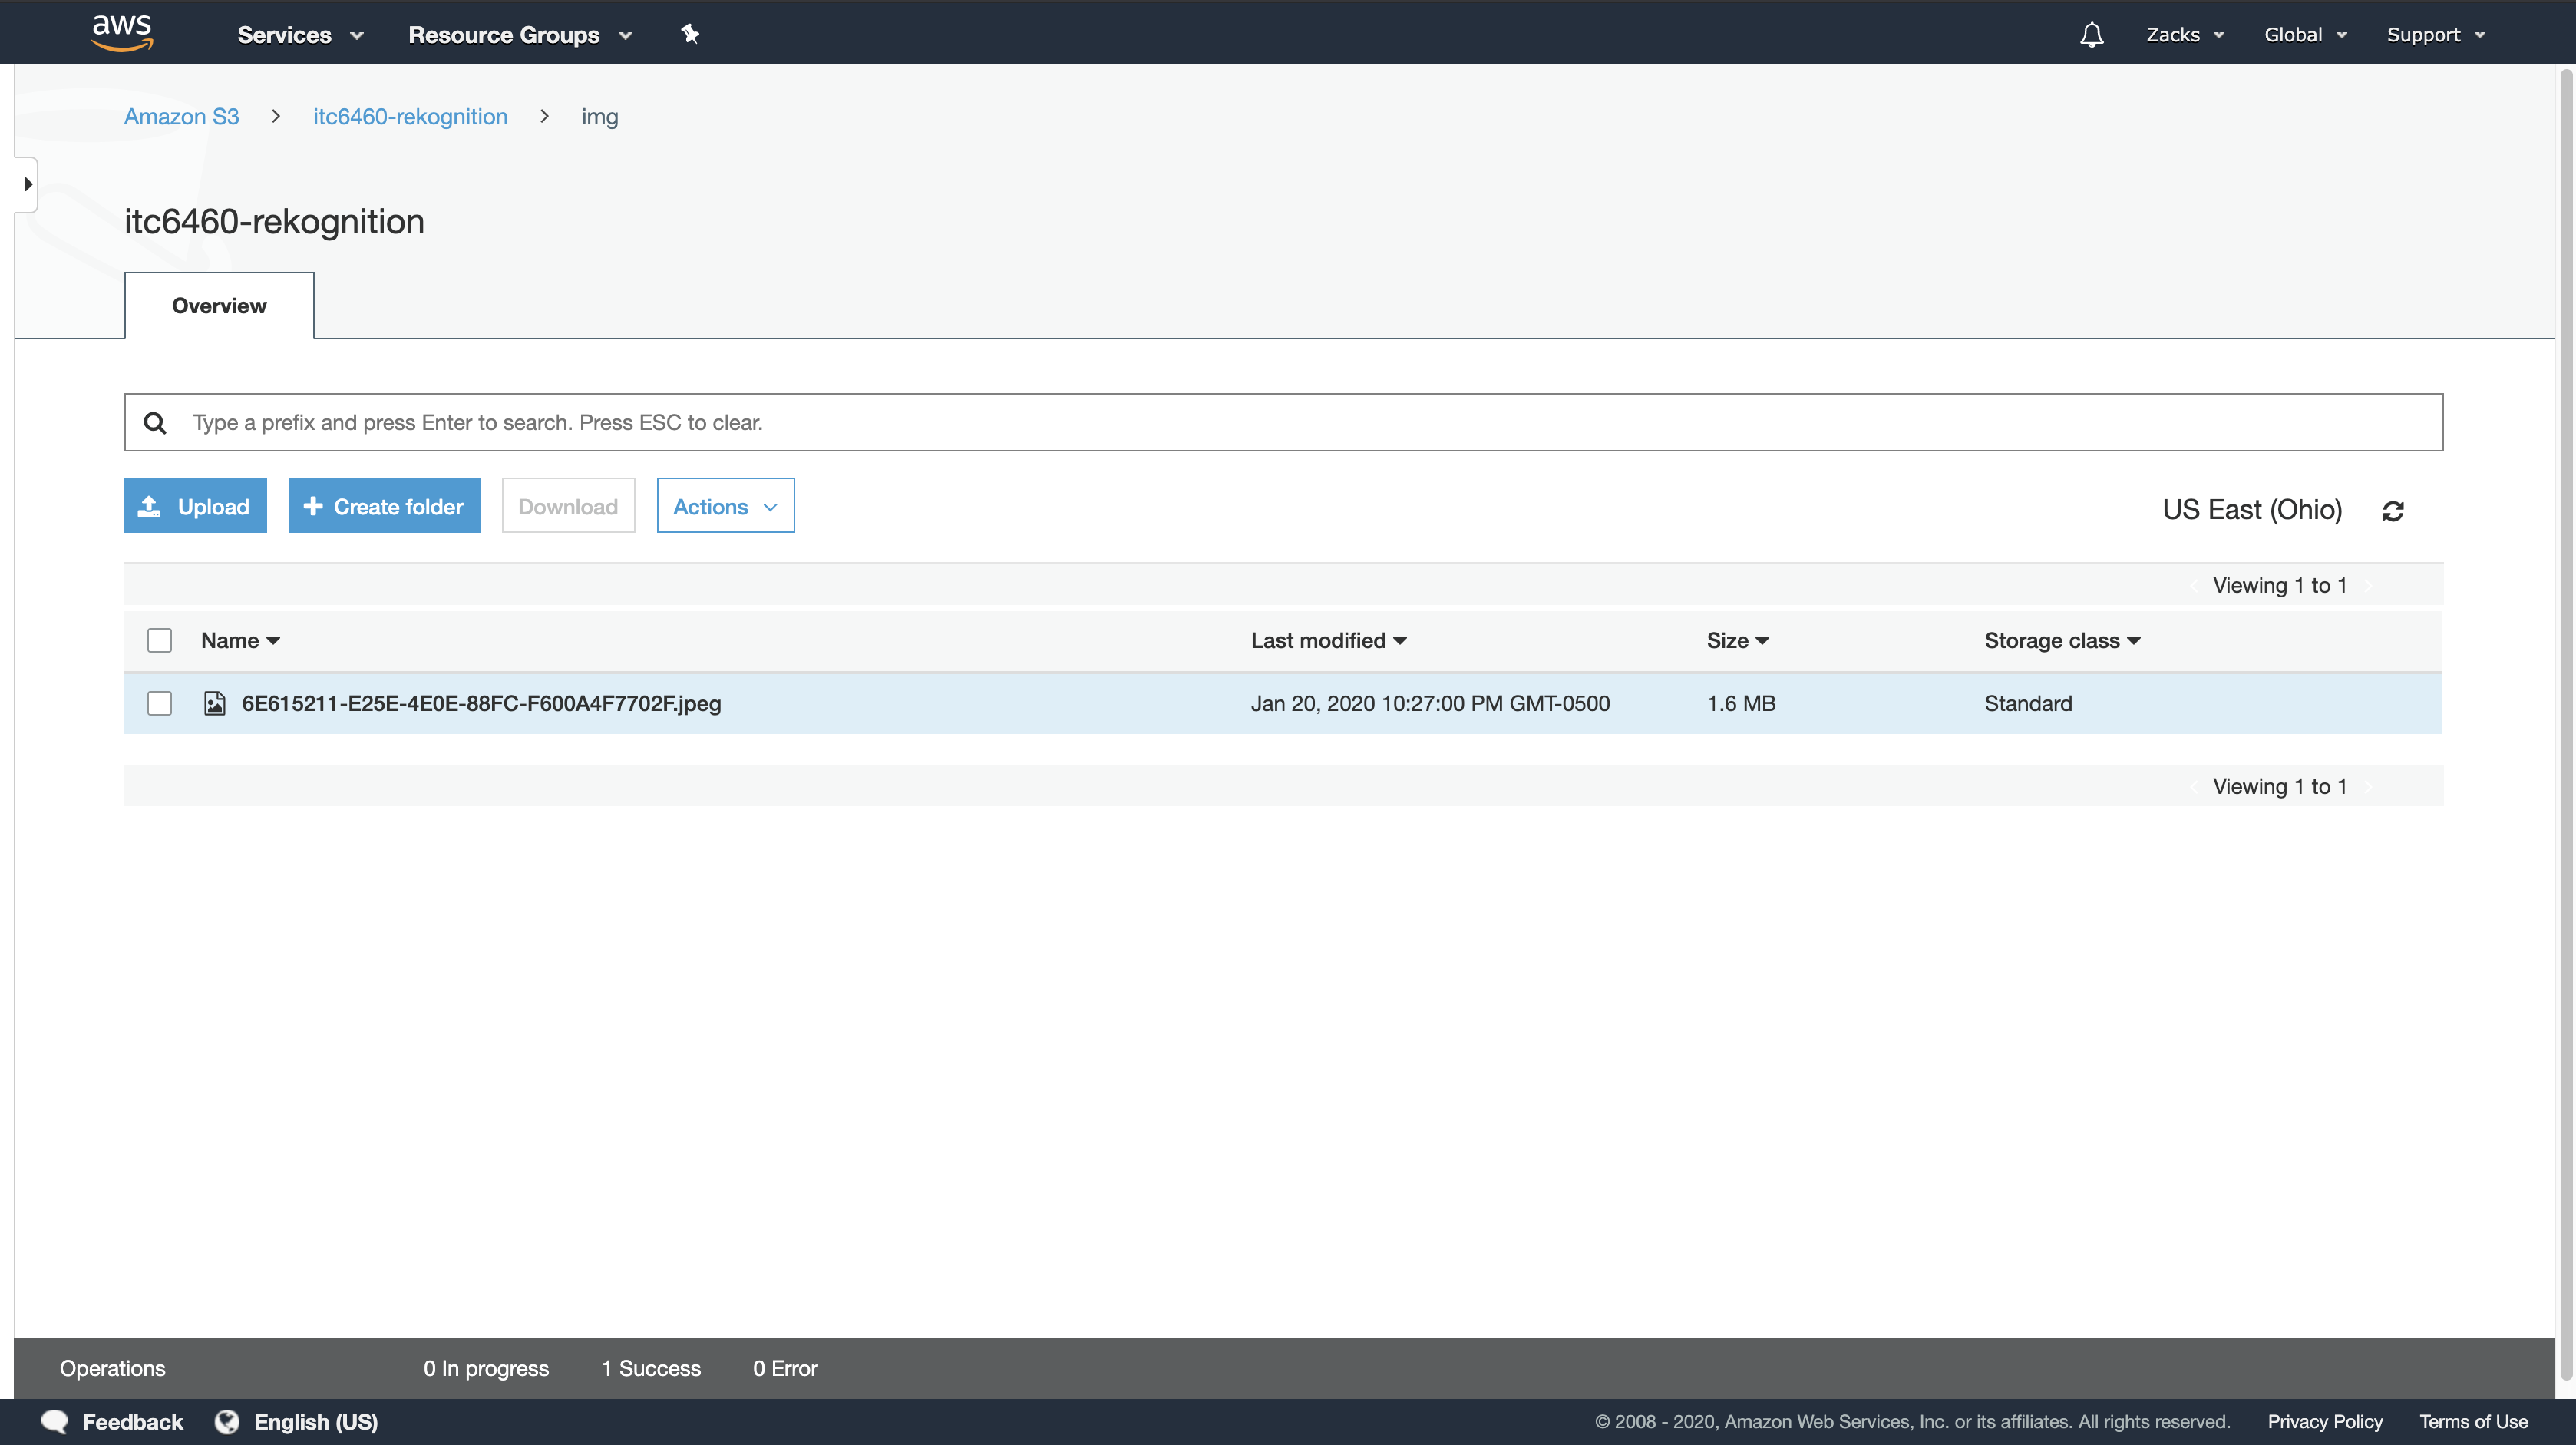 aws Services Resource Groups Zacks Global Support
Amazon S3 > itc6460-rekognition > img
itc6460-rekognition
Overview
Type a prefix and press Enter to search. Press ESC to clear.
Upload Create folder Download Actions US East (Ohio)
Viewing 1 to 1
Name Last modified Size Storage class
6E615211-E25E-4E0E-88FC-F600A4F7702F.jpeg Jan 20, 2020 10:27:00 PM GMT-0500 1.6 MB Standard
Viewing 1 to 1
Operations 0 In progress 1 Success 0 Error
Feedback English (US) © 2008 - 2020, Amazon Web Services, Inc. or its affiliates. All rights reserved. Privacy Policy Terms of Use